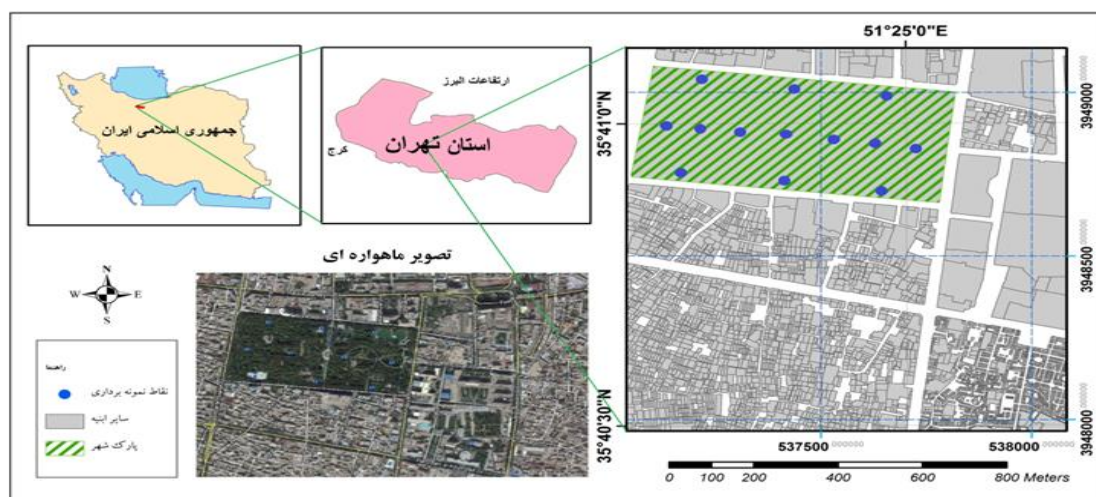 جمهوری اسلامی ایران
ارتفاعات البرز
استان تهران
کرج
51°25'0"E
35°41'0"N
35°40'30"N
3949000
3948500
3948000
537500
538000
0 100 200 400 600 800 Meters
تصویر ماهواره ای
N
W E
S
راهنما
نقاط نمونه برداری
سایر ابنیه
پارک شهر